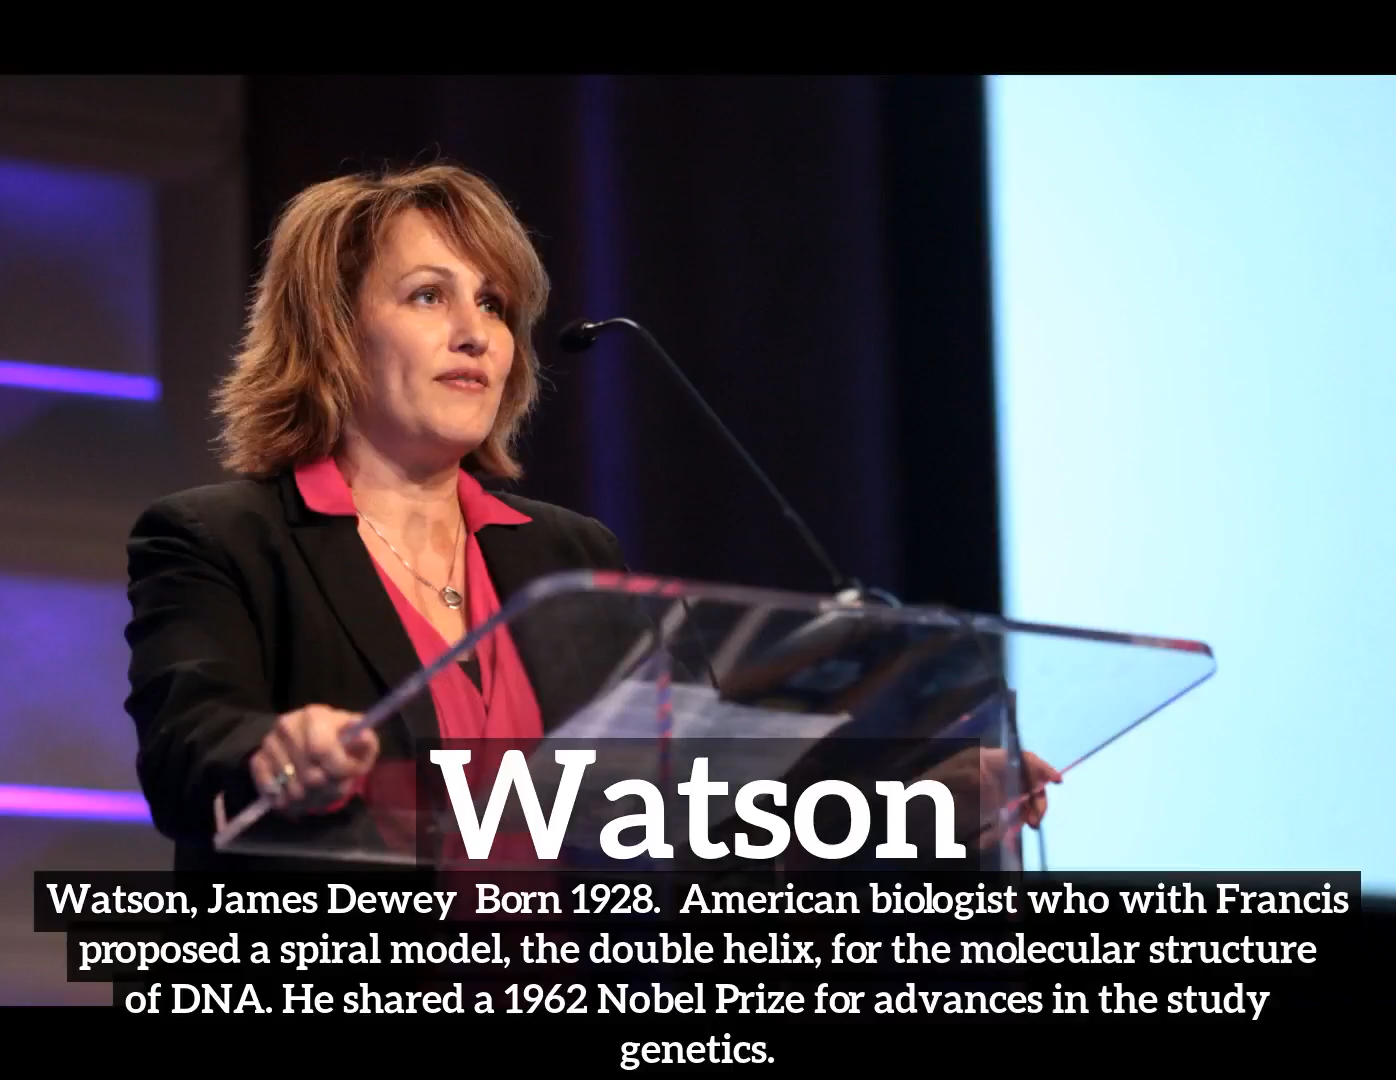 Watson
Watson, James Dewey  Born 1928.  American biologist who with Francis
proposed a spiral model, the double helix, for the molecular structure
of DNA. He shared a 1962 Nobel Prize for advances in the study
genetics.